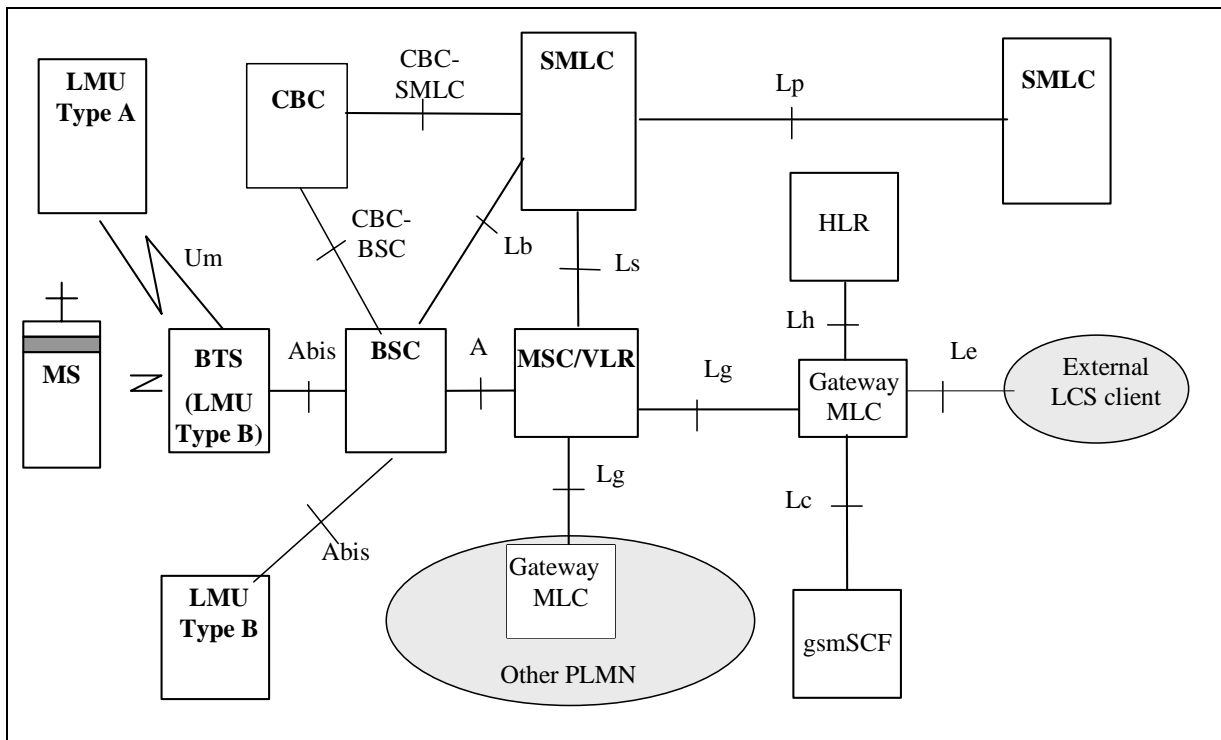 LMU
Type A
CBC
CBC-
SMLC
SMLC
Lp
SMLC
HLR
CBC-
BSC
Lb
Ls
Um
Lh
MS
BTS
(LMU
Type B)
Abis
BSC
A
MSC/VLR
Lg
Gateway
MLC
Le
External
LCS client
Lg
Lc
Abis
LMU
Type B
Gateway
MLC
Other PLMN
gsmSCF